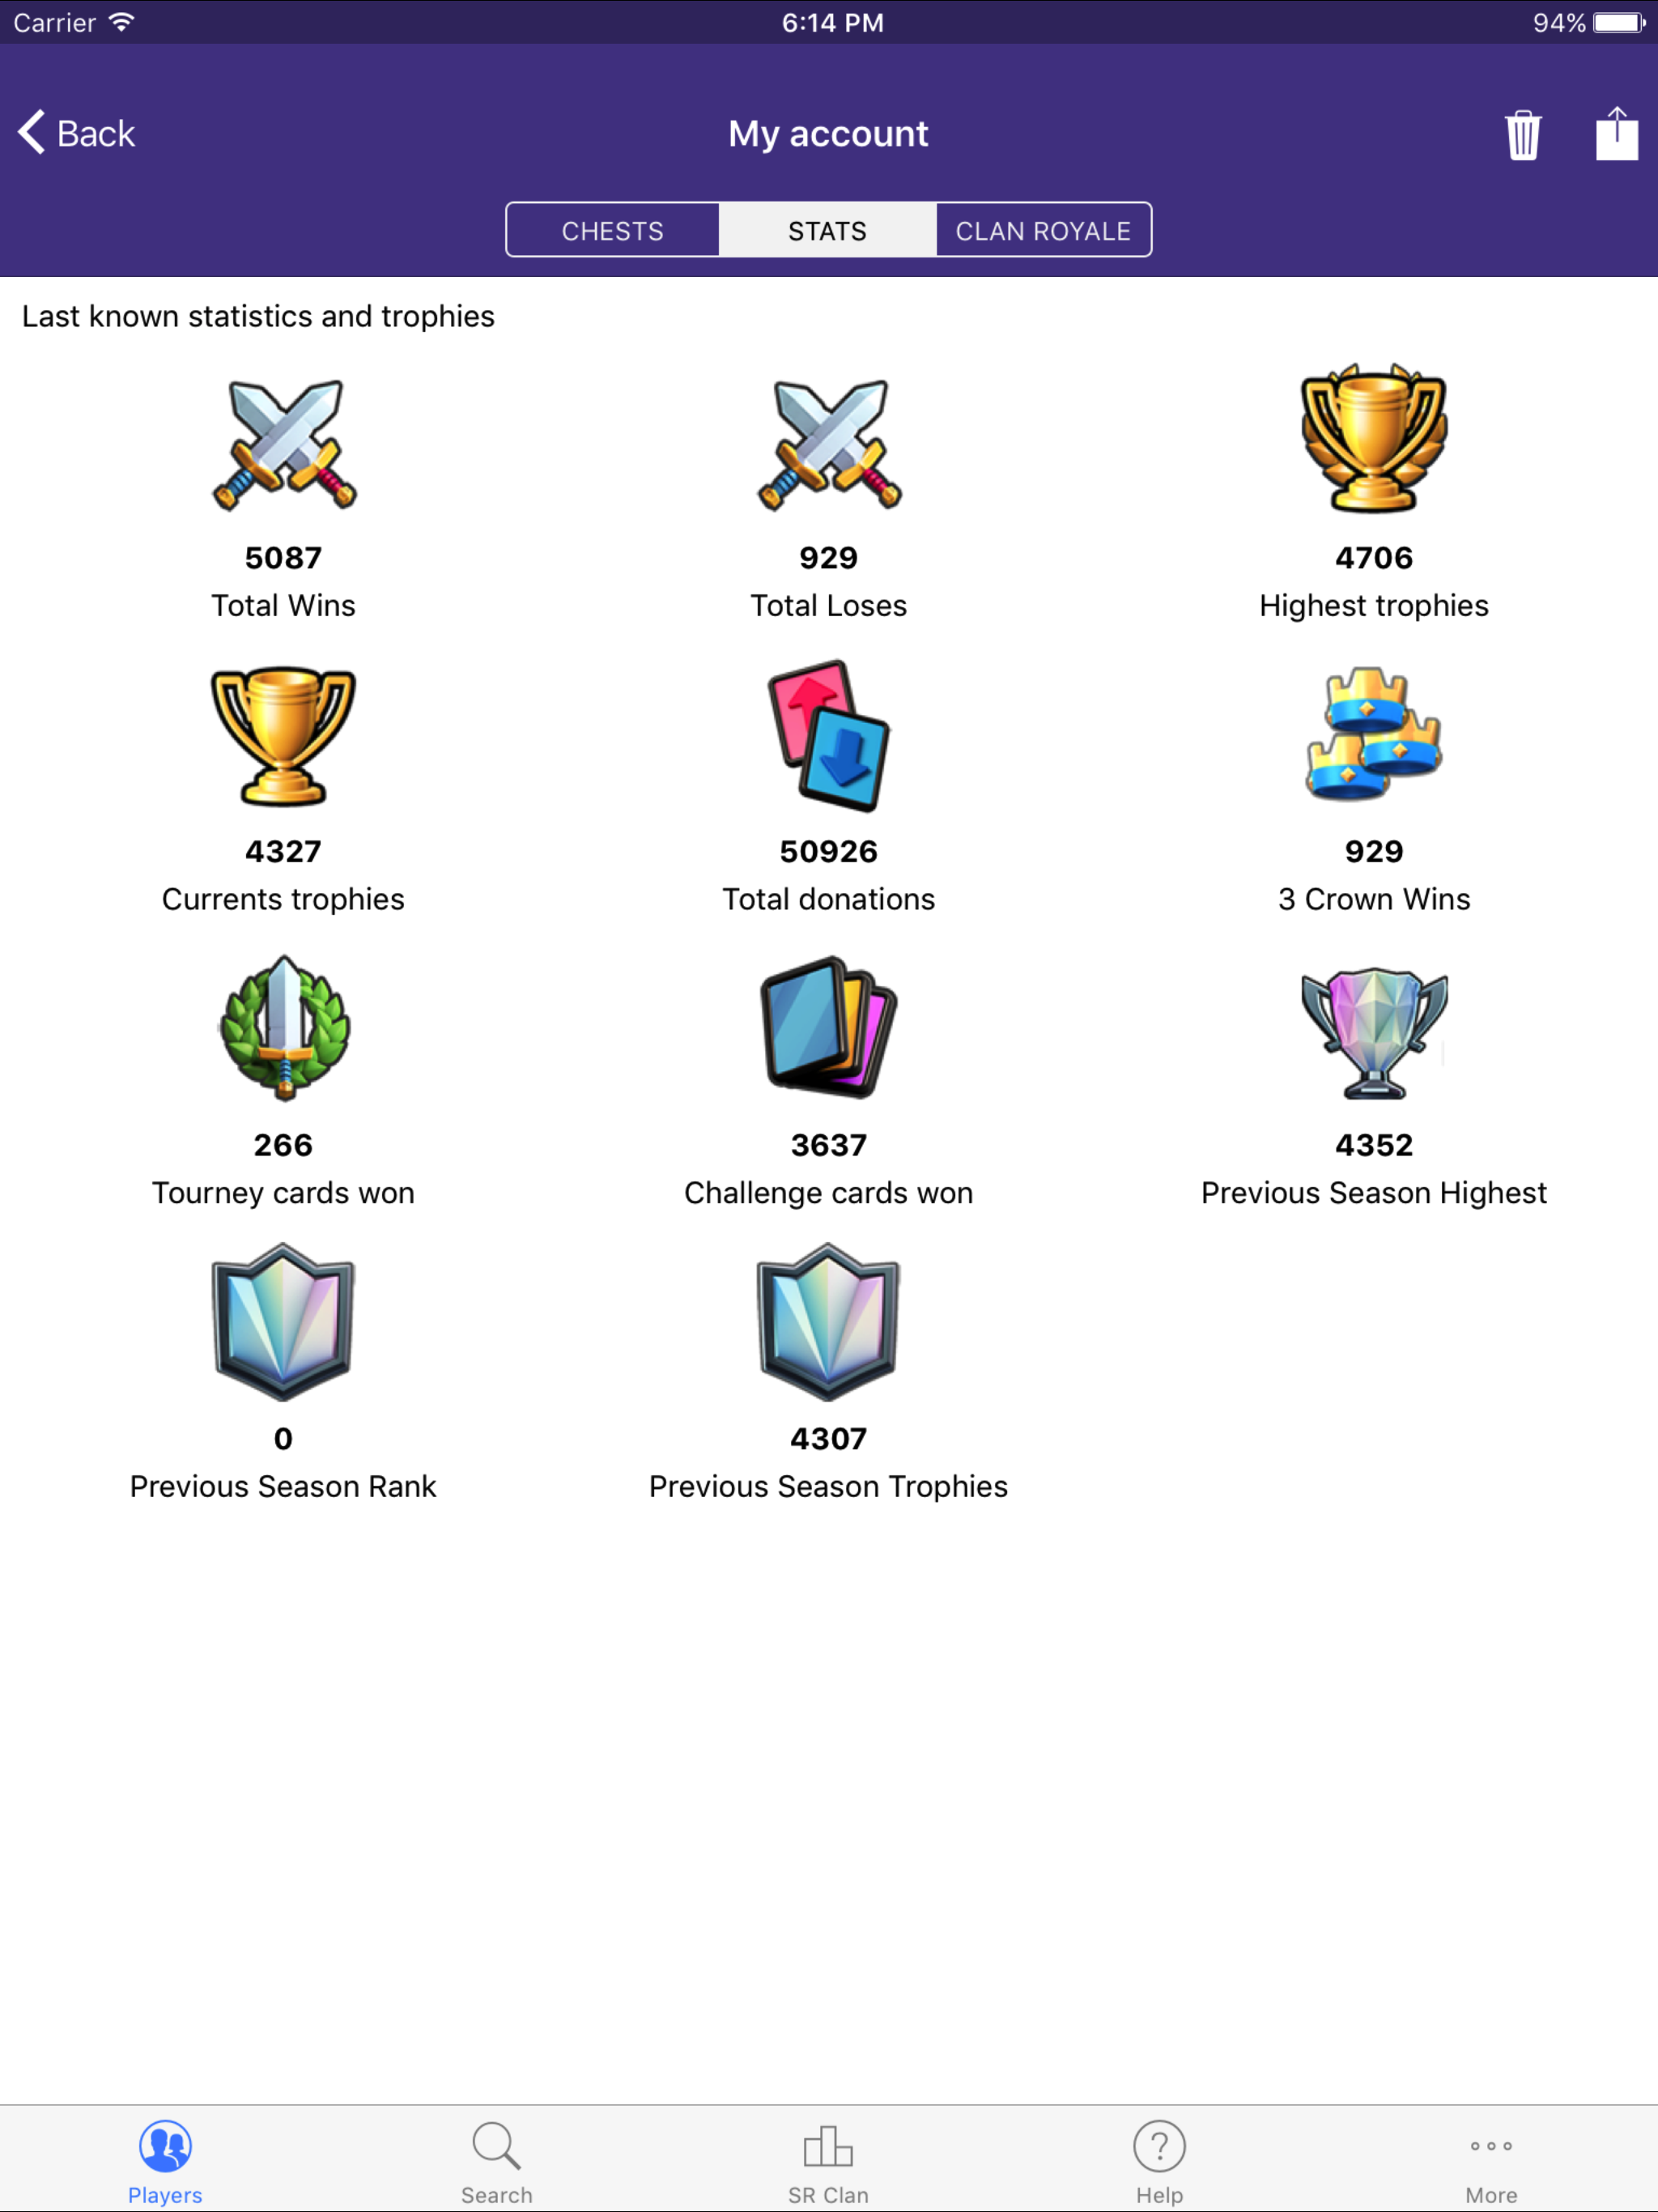 Carrier 6:14 PM 94%
Back My account
CHESTS STATS CLAN ROYALE
Last known statistics and trophies
5087 929 4706
Total Wins Total Loses Highest trophies
4327 50926 929
Currents trophies Total donations 3 Crown Wins
266 3637 4352
Tourney cards won Challenge cards won Previous Season Highest
0 4307
Previous Season Rank Previous Season Trophies
?
Players Search SR Clan Help More